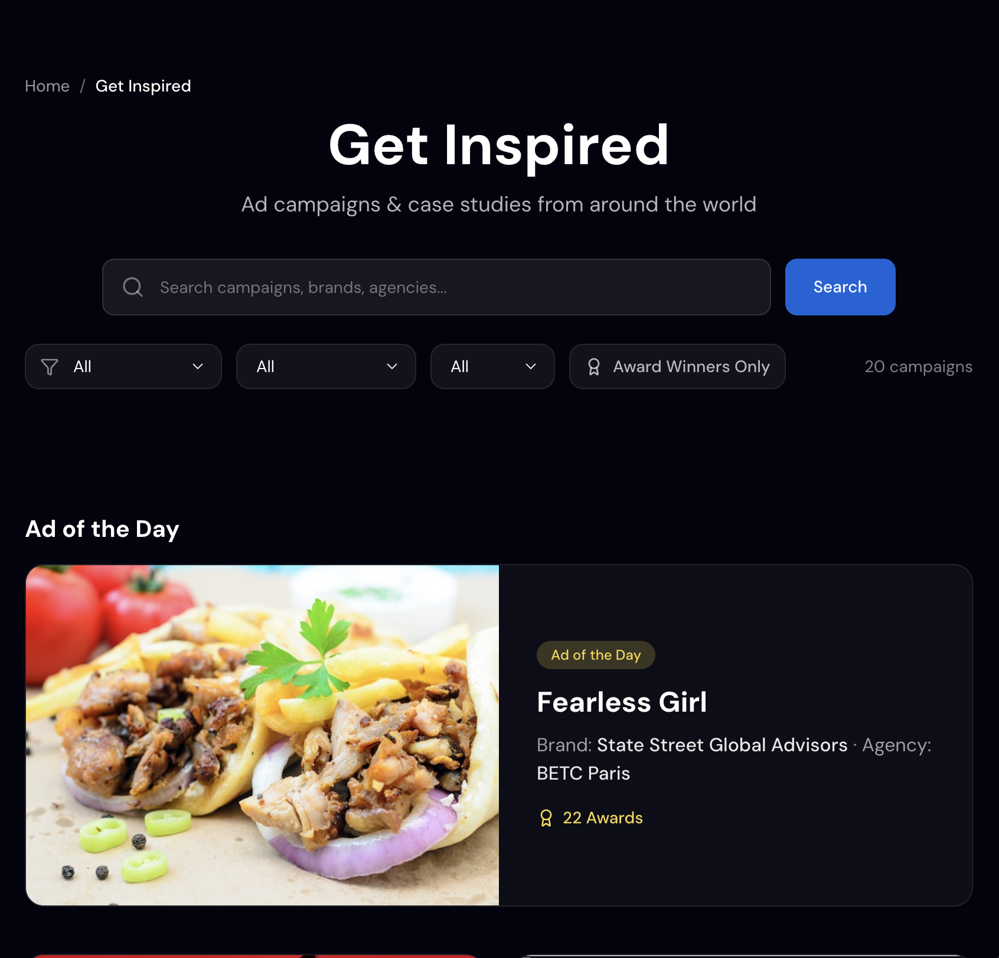 Home / Get Inspired
Get Inspired
Ad campaigns & case studies from around the world
Search campaigns, brands, agencies...
Search
All
All
All
Award Winners Only
20 campaigns
Ad of the Day
Ad of the Day
Fearless Girl
Brand: State Street Global Advisors · Agency:
BETC Paris
22 Awards